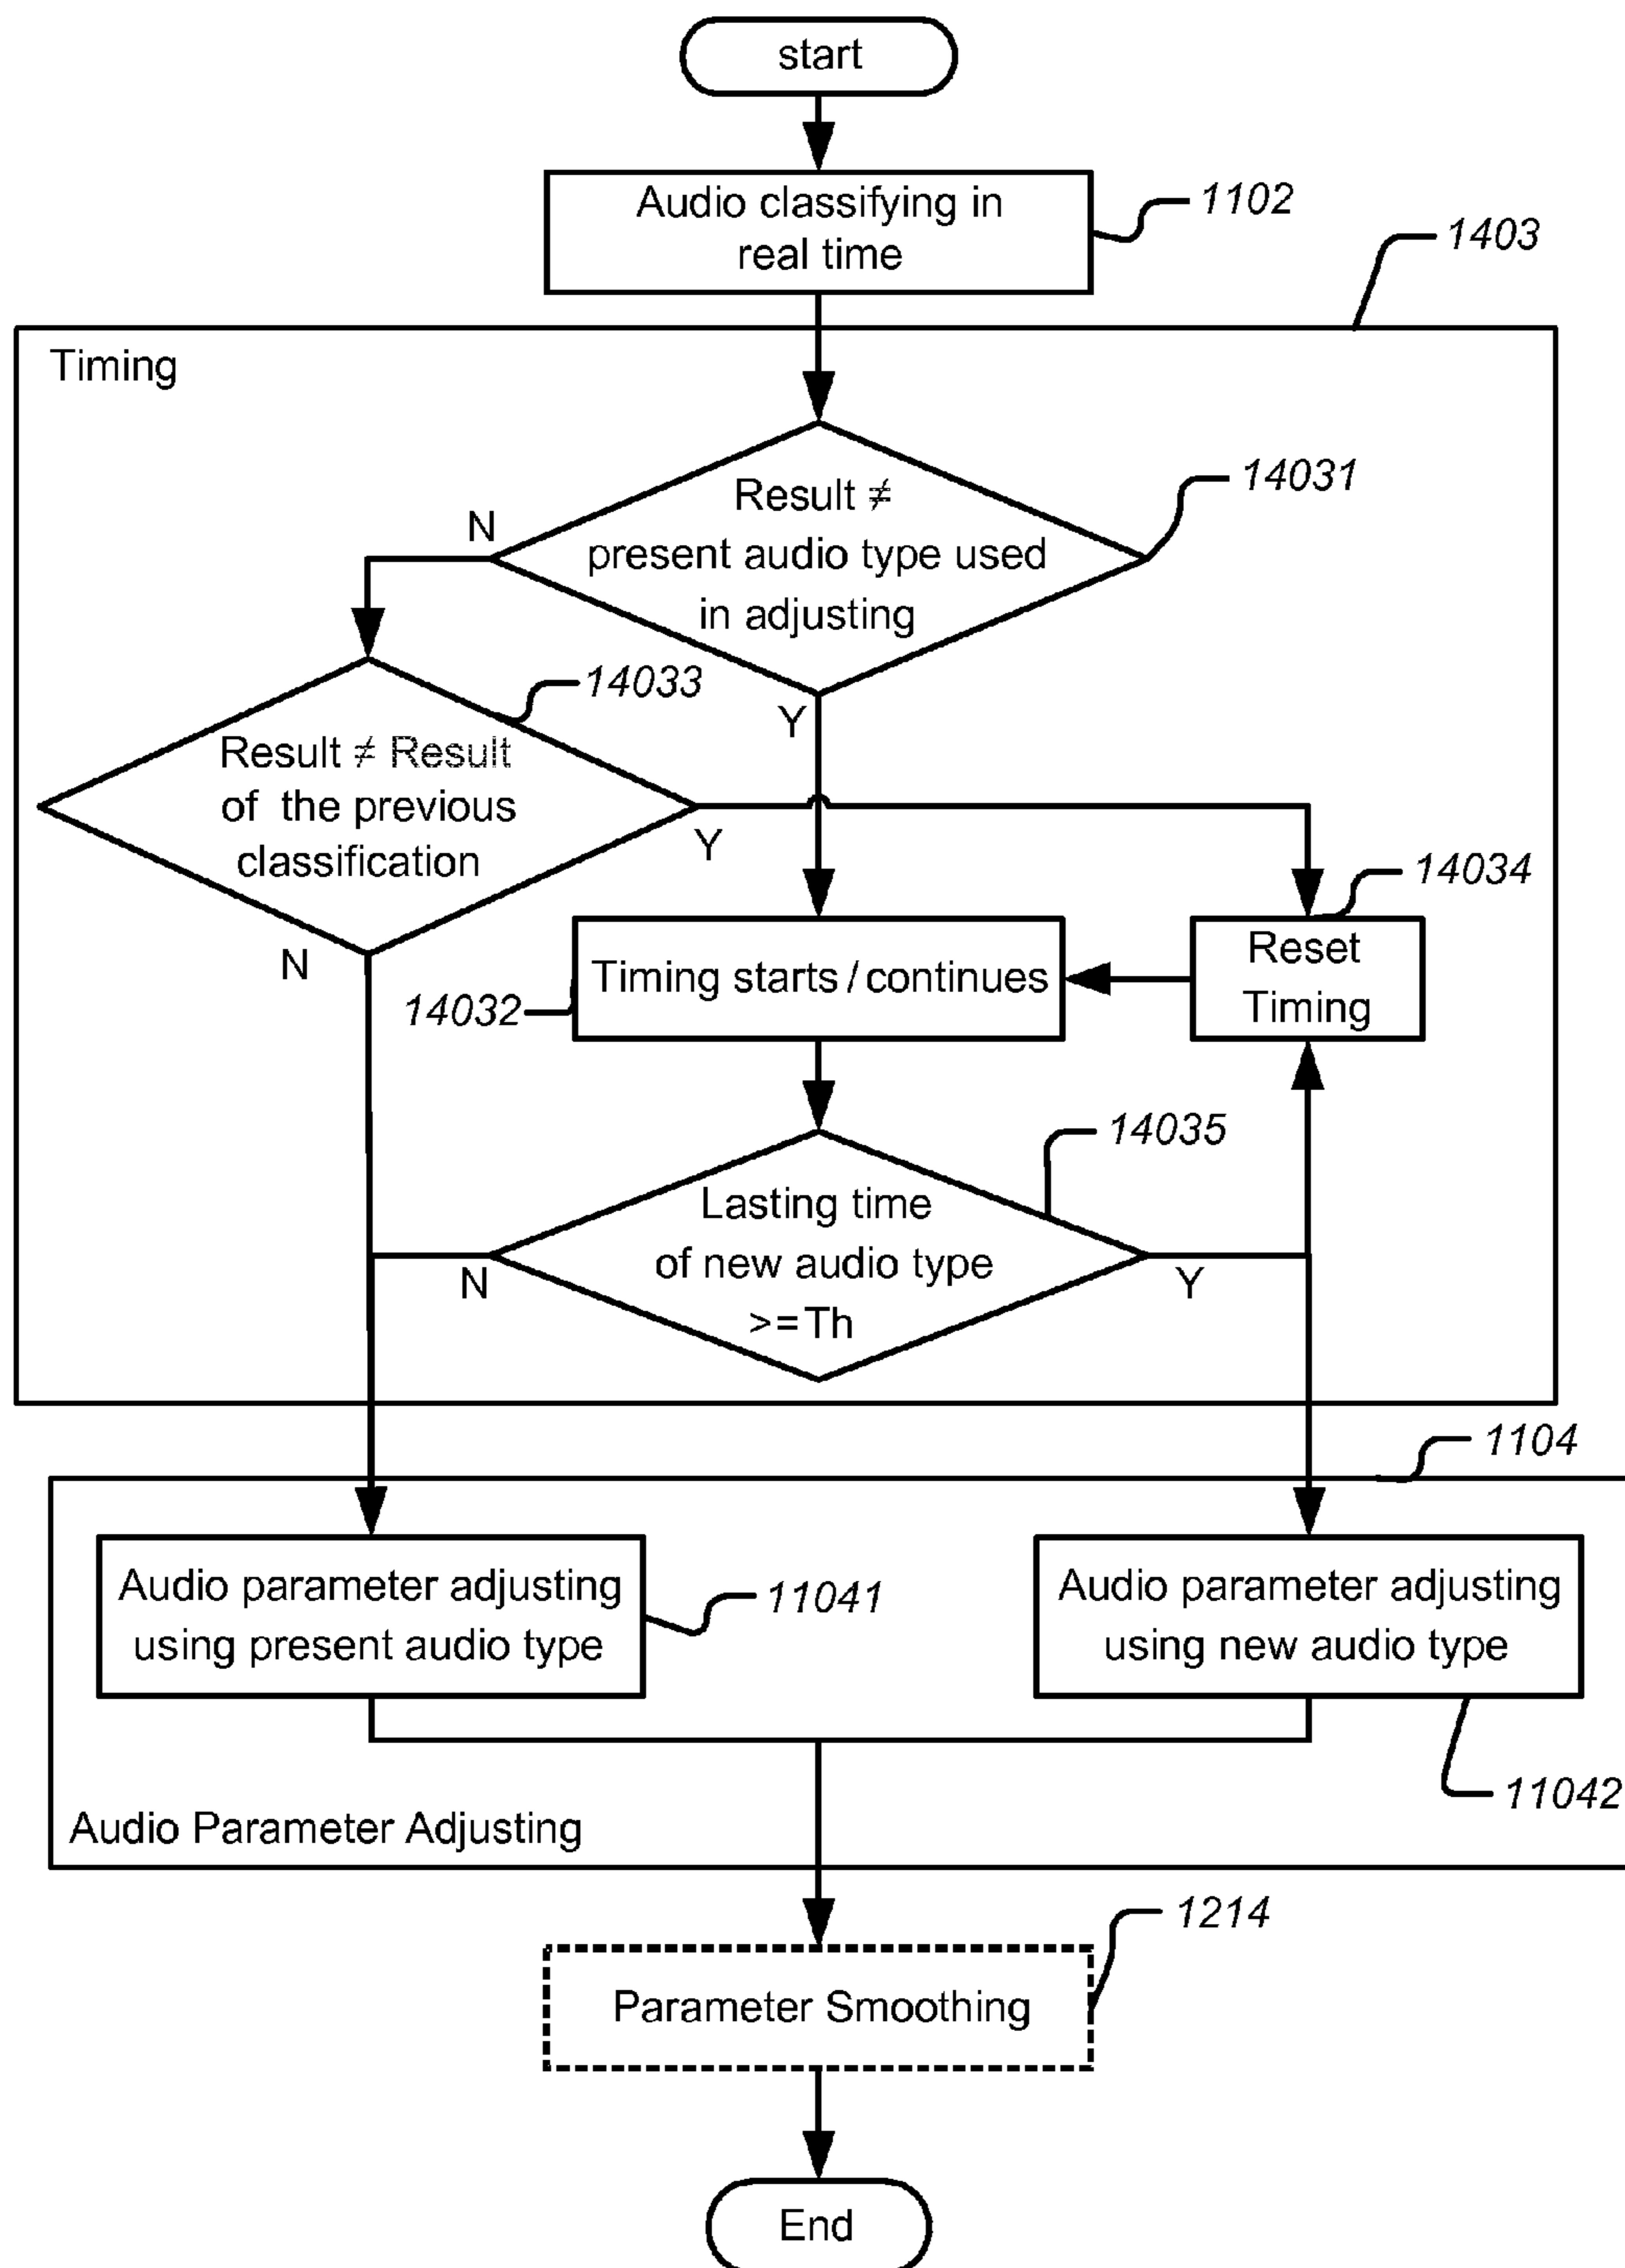 start
Audio classifying in
real time
1102
1403
Timing
Result ≠
present audio type used
in adjusting
14031
N
Y
14033
Result ≠ Result
of the previous
classification
Y
N
14034
Reset
Timing
Timing starts / continues
14032
14035
Lasting time
of new audio type
>=Th
N
Y
1104
Audio parameter adjusting
using present audio type
11041
Audio parameter adjusting
using new audio type
11042
Audio Parameter Adjusting
1214
Parameter Smoothing
End